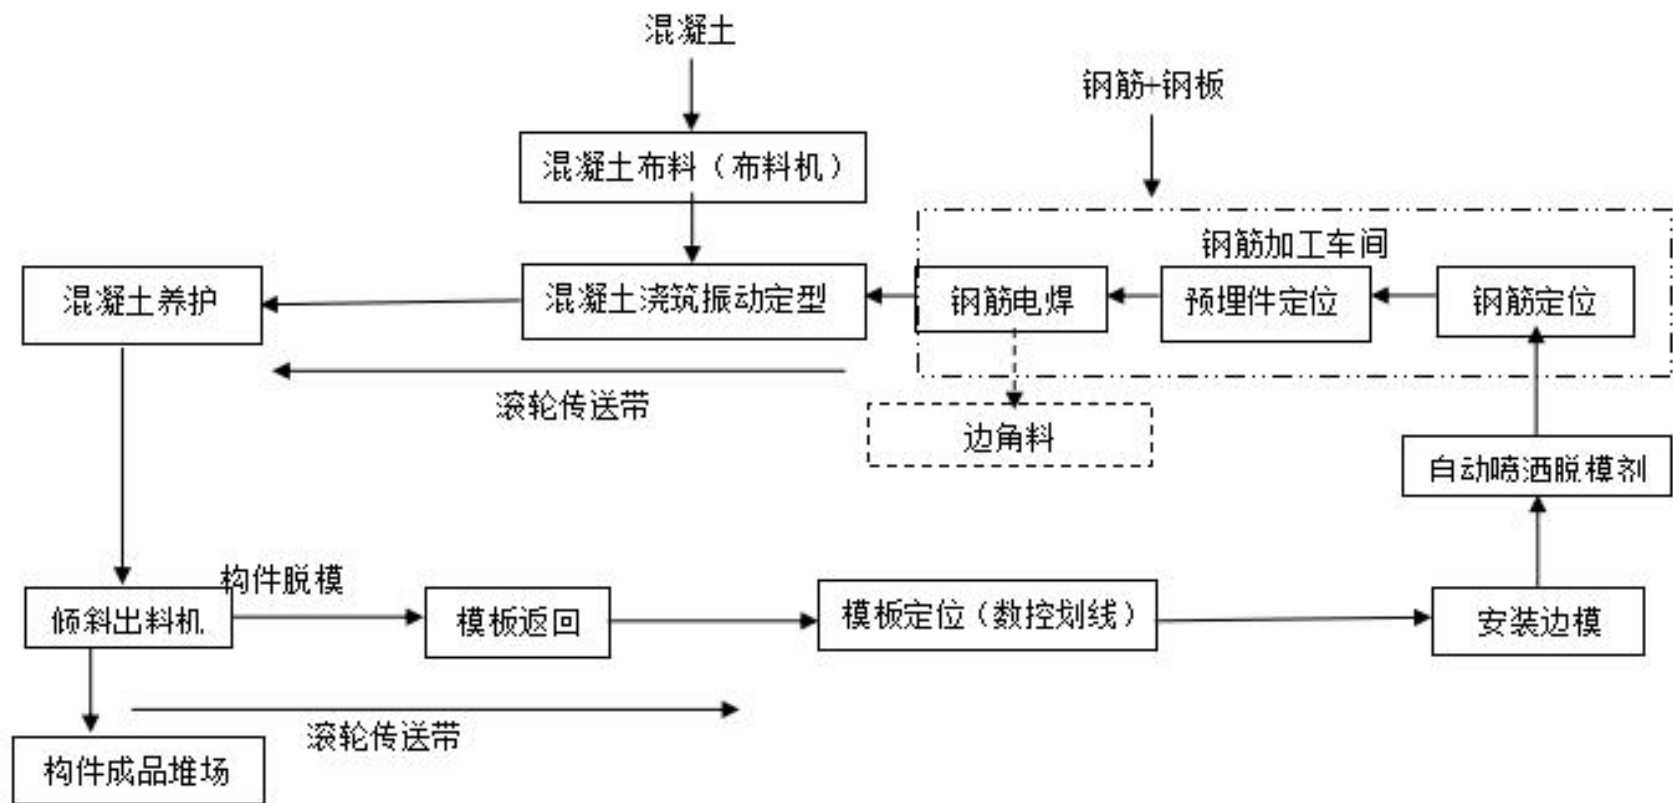 混凝土
钢筋+钢板
混凝土布料（布料机）
钢筋加工车间
混凝土养护
混凝土浇筑振动定型
钢筋电焊
预埋件定位
钢筋定位
滚轮传送带
边角料
自动喷洒脱模剂
构件脱模
倾斜出料机
模板返回
模板定位（数控划线）
安装边模
滚轮传送带
构件成品堆场